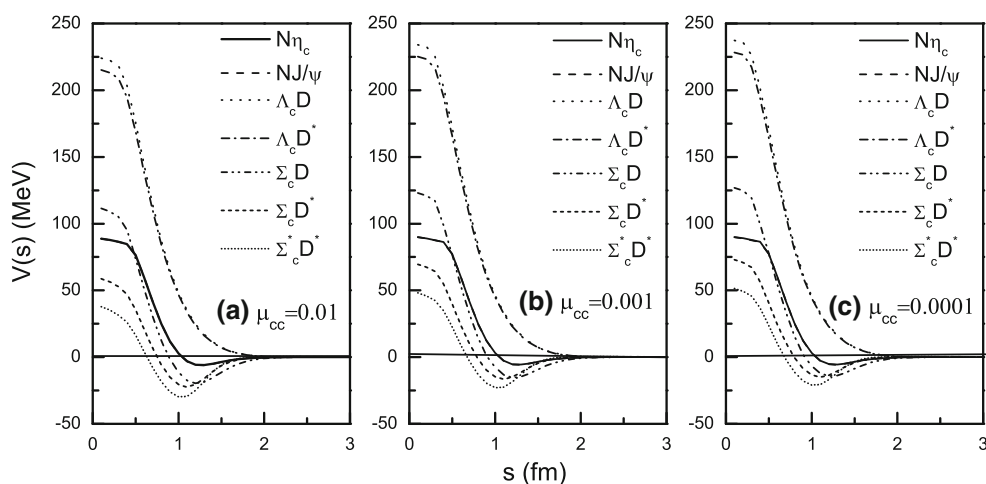 V(s) (MeV)
250
200
150
100
50
0
-50
Nη_c
NJ/ψ
Λ_cD
Λ_cD^*
Σ_cD
Σ_cD^*
Σ^*_cD^*
(a) μ_cc=0.01
0 1 2 3
250
200
150
100
50
0
-50
Nη_c
NJ/ψ
Λ_cD
Λ_cD^*
Σ_cD
Σ_cD^*
Σ^*_cD^*
(b) μ_cc=0.001
0 1 2 3
250
200
150
100
50
0
-50
Nη_c
NJ/ψ
Λ_cD
Λ_cD^*
Σ_cD
Σ_cD^*
Σ^*_cD^*
(c) μ_cc=0.0001
0 1 2 3
s (fm)